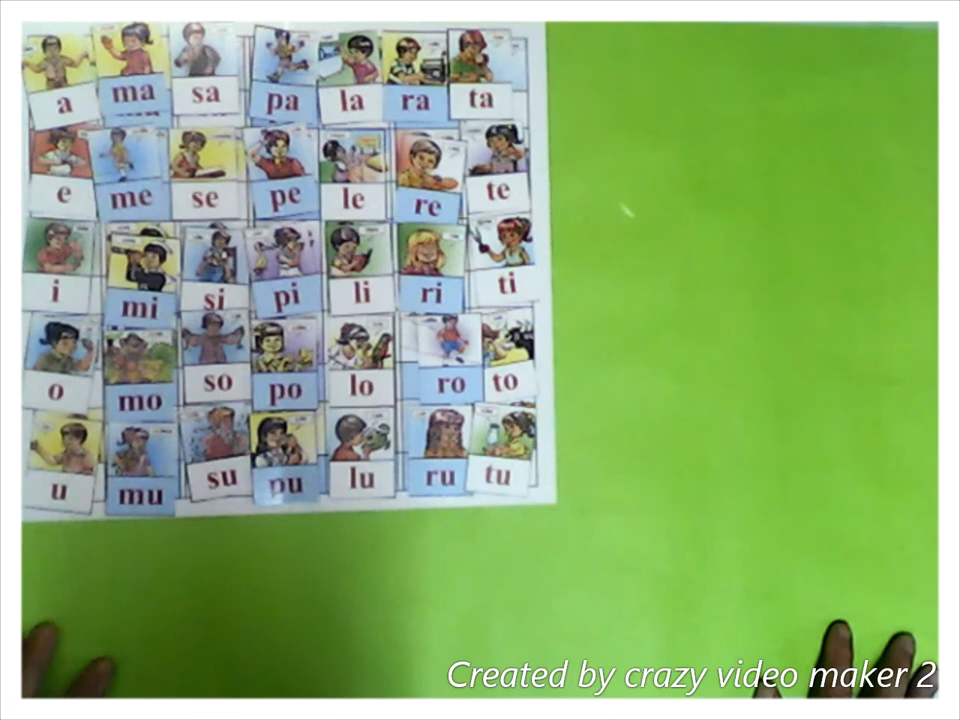 a ma sa pa la ra ta
e me se pe le re te
i mi si pi li ri ti
o mo so po lo ro to
u mu su pu lu ru tu
Created by crazy video maker 2